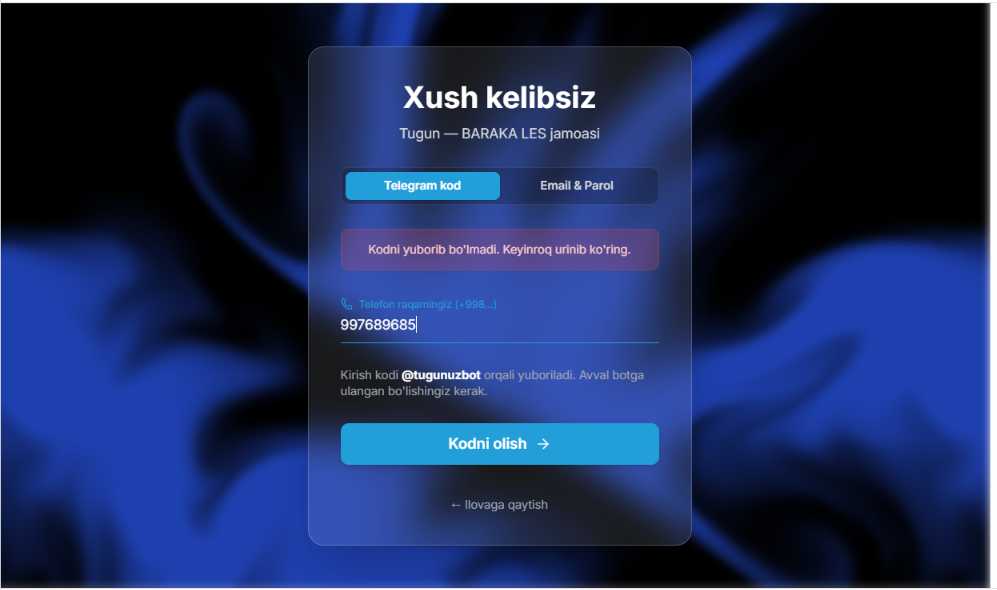 Xush kelibsiz
Tugun — BARAKA LES jamoasi
Telegram kod
Email & Parol
Kodni yuborib bo'lmadi. Keyinroq urinib ko'ring.
Telefon raqamingiz (+998...)
997689685
Kirish kodi @tugunuzbot orqali yuboriladi. Avval botga
ulangan bo'lishingiz kerak.
Kodni olish →
← Ilovaga qaytish